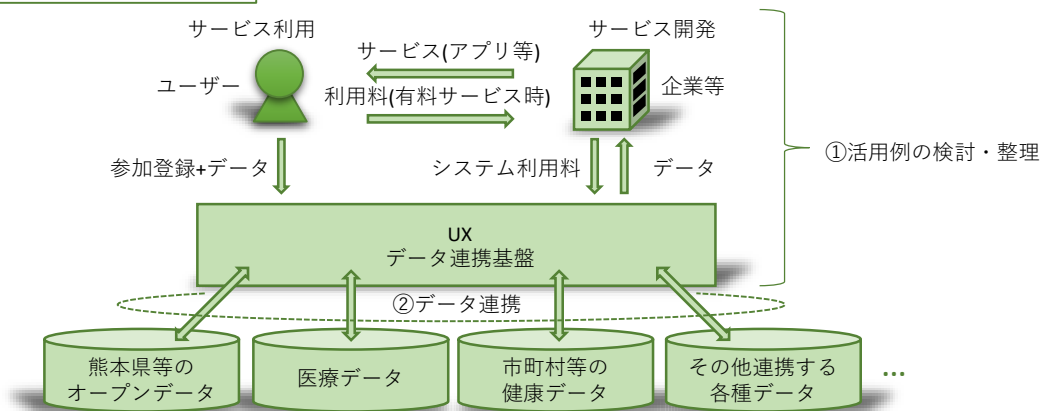 サービス利用
サービス開発
サービス(アプリ等)
ユーザー
企業等
利用料(有料サービス時)
①活用例の検討・整理
参加登録+データ
システム利用料
データ
UX
データ連携基盤
②データ連携
熊本県等の
オープンデータ
医療データ
市町村等の
健康データ
その他連携する
各種データ
…